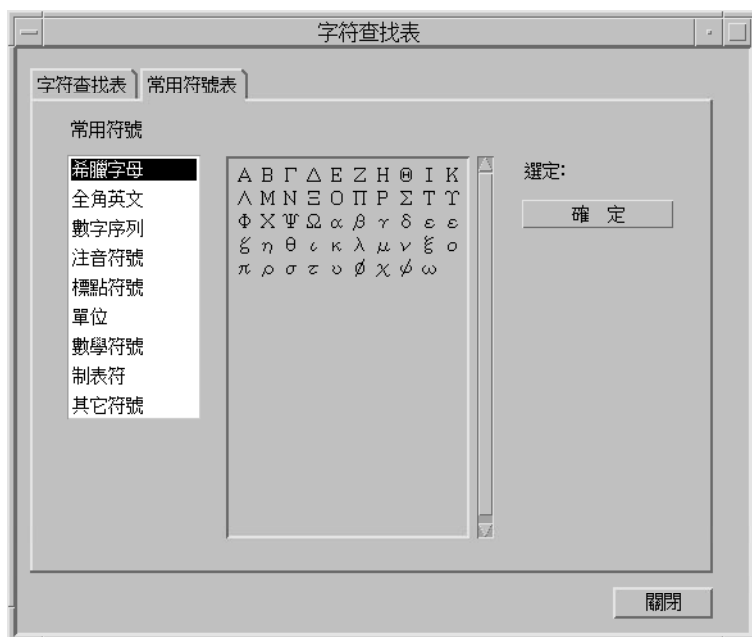 字符查找表
字符查找表 常用符號表
常用符號
希臘字母
全角英文
數字序列
注音符號
標點符號
單位
數學符號
制表符
其它符號
Α Β Γ Δ Ε Ζ Η Θ Ι Κ
Λ Μ Ν Ξ Ο Π Ρ Σ Τ Υ
Φ Χ Ψ Ω α β γ δ ε ε
ξ η θ ι κ λ μ ν ξ ο
π ρ σ τ υ ϕ χ ψ ω
選定:
確 定
關閉